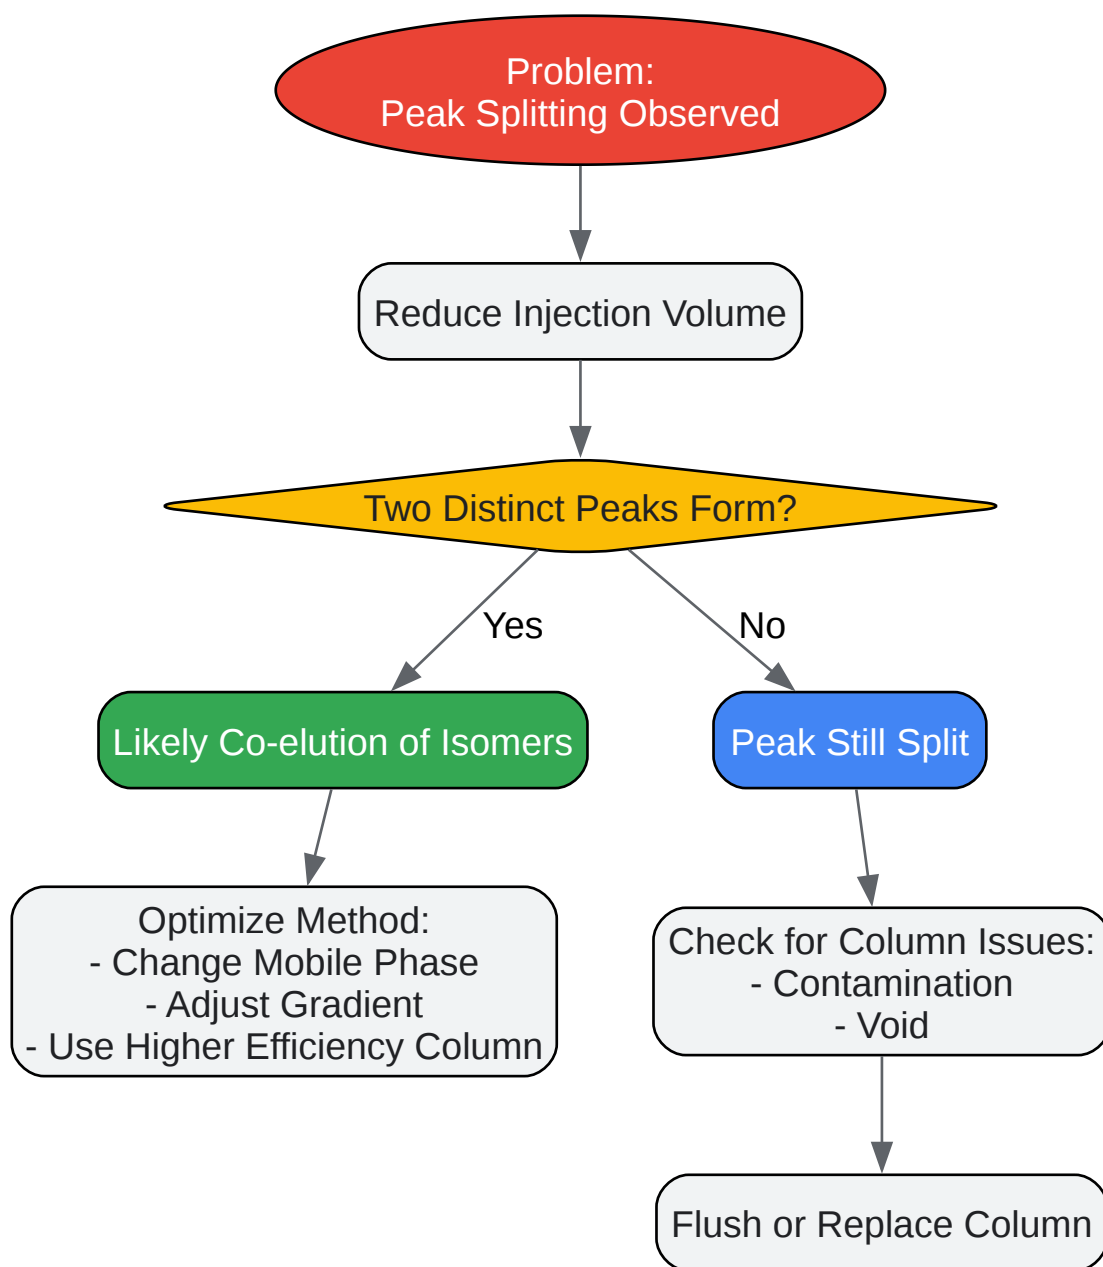 Problem:
Peak Splitting Observed
Reduce Injection Volume
Two Distinct Peaks Form?
Yes
No
Likely Co-elution of Isomers
Peak Still Split
Optimize Method:
- Change Mobile Phase
- Adjust Gradient
- Use Higher Efficiency Column
Check for Column Issues:
- Contamination
- Void
Flush or Replace Column